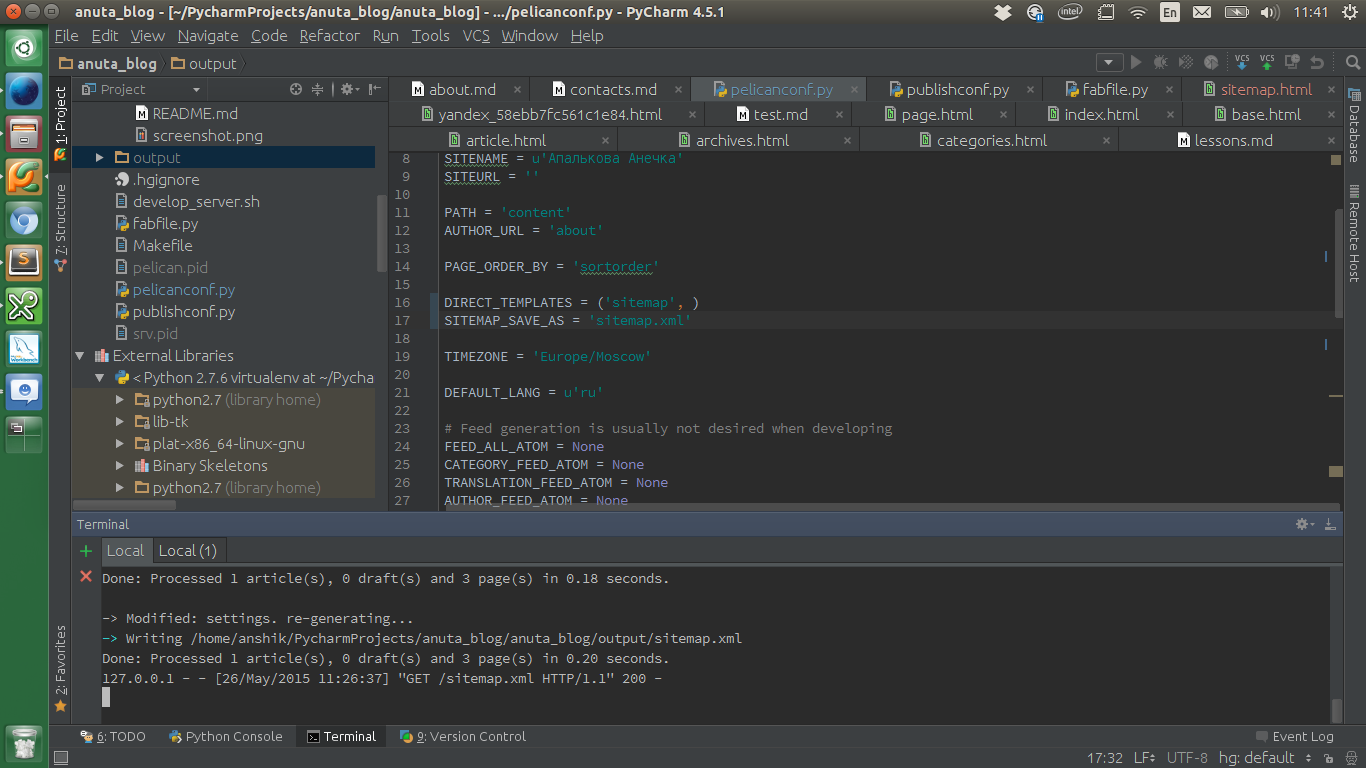 anuta_blog - [~/PycharmProjects/anuta_blog/anuta_blog] - .../pelicanconf.py - PyCharm 4.5.1
En
11:41
File Edit View Navigate Code Refactor Run Tools VCS Window Help
anuta_blog output
VCS VCS
Project
about.md contacts.md pelicanconf.py publishconf.py fabfile.py sitemap.html
yandex_58ebb7fc561c1e84.html test.md page.html index.html base.html
article.html archives.html categories.html lessons.md
1: Project
7: Structure
2: Favorites
Database
Remote Host
README.md
screenshot.png
output
.hgignore
develop_server.sh
fabfile.py
Makefile
pelican.pid
pelicanconf.py
publishconf.py
srv.pid
External Libraries
< Python 2.7.6 virtualenv at ~/Pycha
python2.7 (library home)
lib-tk
plat-x86_64-linux-gnu
Binary Skeletons
python2.7 (library home)
8 SITENAME = u'Апалькова Анечка'
9 SITEURL = ''
10
11 PATH = 'content'
12 AUTHOR_URL = 'about'
13
14 PAGE_ORDER_BY = 'sortorder'
15
16 DIRECT_TEMPLATES = ('sitemap', )
17 SITEMAP_SAVE_AS = 'sitemap.xml'
18
19 TIMEZONE = 'Europe/Moscow'
20
21 DEFAULT_LANG = u'ru'
22
23 # Feed generation is usually not desired when developing
24 FEED_ALL_ATOM = None
25 CATEGORY_FEED_ATOM = None
26 TRANSLATION_FEED_ATOM = None
27 AUTHOR_FEED_ATOM = None
Terminal
Local Local (1)
Done: Processed 1 article(s), 0 draft(s) and 3 page(s) in 0.18 seconds.
-> Modified: settings. re-generating...
-> Writing /home/anshik/PycharmProjects/anuta_blog/anuta_blog/output/sitemap.xml
Done: Processed 1 article(s), 0 draft(s) and 3 page(s) in 0.20 seconds.
127.0.0.1 - - [26/May/2015 11:26:37] "GET /sitemap.xml HTTP/1.1" 200 -
6: TODO Python Console Terminal 9: Version Control Event Log
17:32 LF UTF-8 hg: default